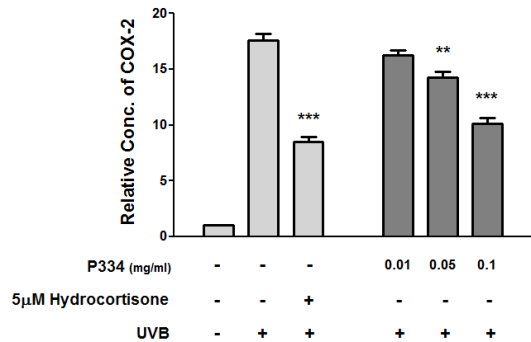 Relative Conc. of COX-2
20
15
10
5
0
***
**
***
P334 (mg/ml) - - - 0.01 0.05 0.1
5μM Hydrocortisone - - + - - -
UVB - + + + + +